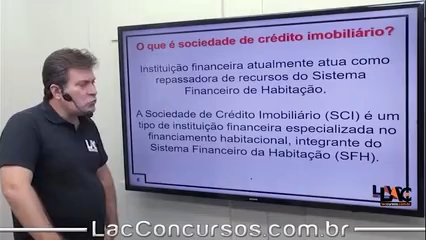 O que é sociedade de crédito imobiliário?
Instituição financeira atualmente atua como
repassadora de recursos do Sistema
Financeiro de Habitação.
A Sociedade de Crédito Imobiliário (SCI) é um
tipo de instituição financeira especializada no
financiamento habitacional, integrante do
Sistema Financeiro da Habitação (SFH).
LacConcursos.com.br